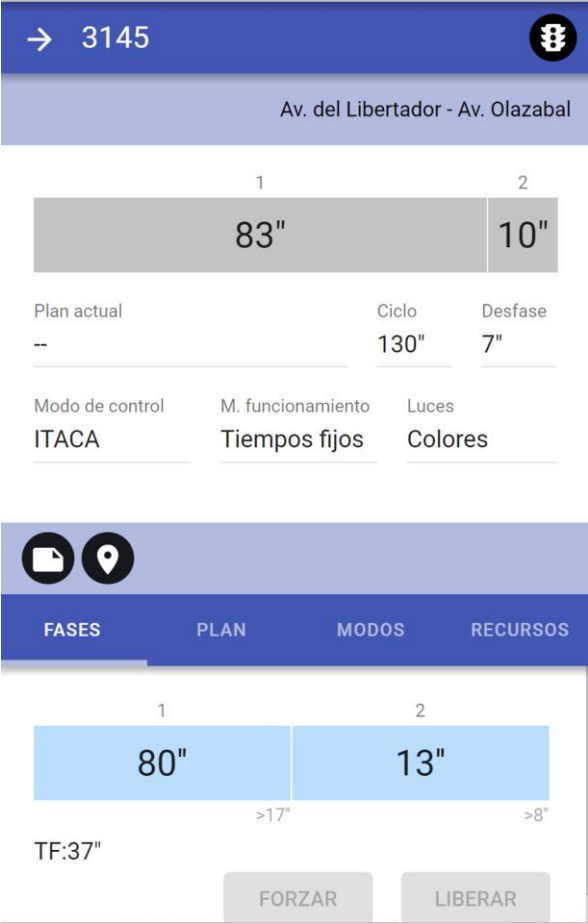 3145
Av. del Libertador - Av. Olazabal
1 2
83" 10"
Plan actual Ciclo Desfase
-- 130" 7"
Modo de control M. funcionamiento Luces
ITACA Tiempos fijos Colores
FASES PLAN MODOS RECURSOS
1 2
80" 13"
>17" >8"
TF:37"
FORZAR LIBERAR